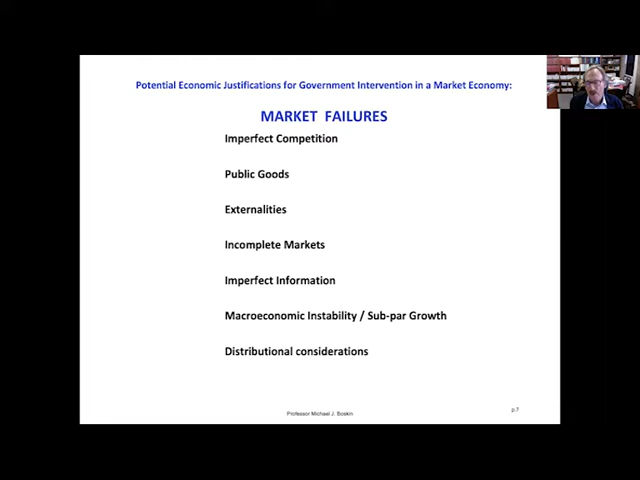 Potential Economic Justifications for Government Intervention in a Market Economy:
MARKET FAILURES
Imperfect Competition
Public Goods
Externalities
Incomplete Markets
Imperfect Information
Macroeconomic Instability / Sub-par Growth
Distributional considerations
Professor Michael J. Boskin
p.7